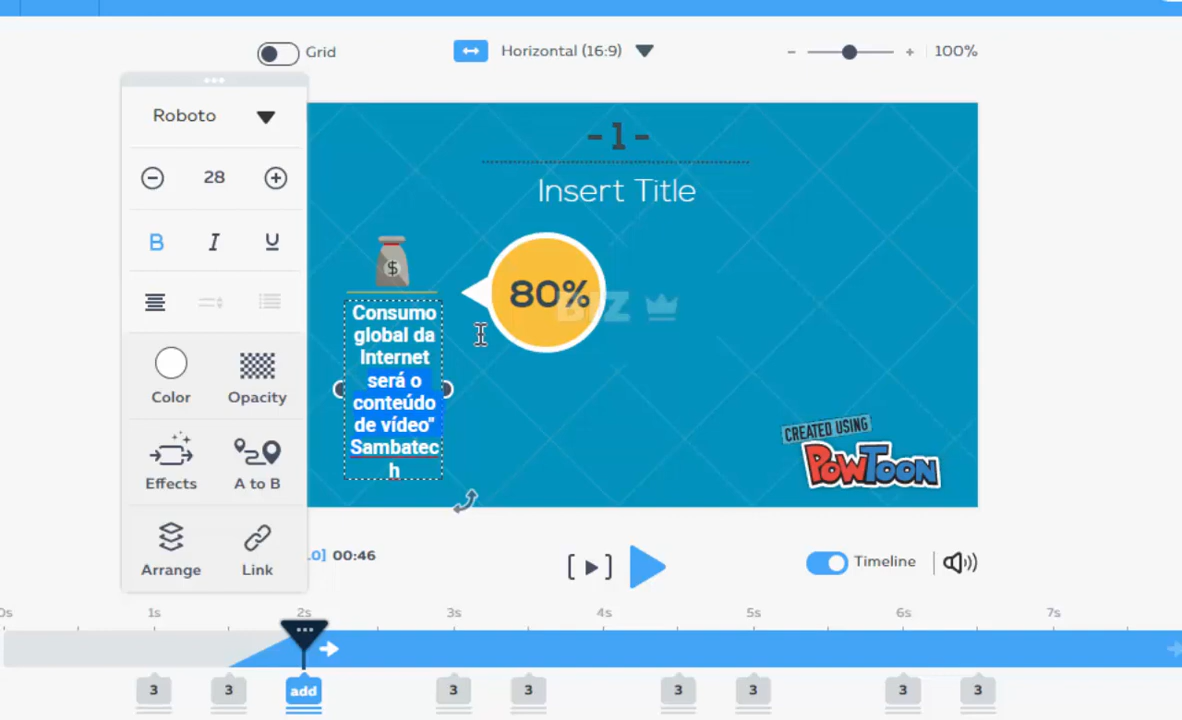 Grid
Horizontal (16:9)
- + 100%
Roboto
28
B I U
Color Opacity
Effects A to B
Arrange Link
-1-
Insert Title
$
80%
BIZ
Consumo
global da
Internet
será o
conteúdo
de vídeo"
Sambatec
h
CREATED USING
POWTOON
.0] 00:46
[ ]
Timeline
0s 1s 2s 3s 4s 5s 6s 7s
3 3 add 3 3 3 3 3 3